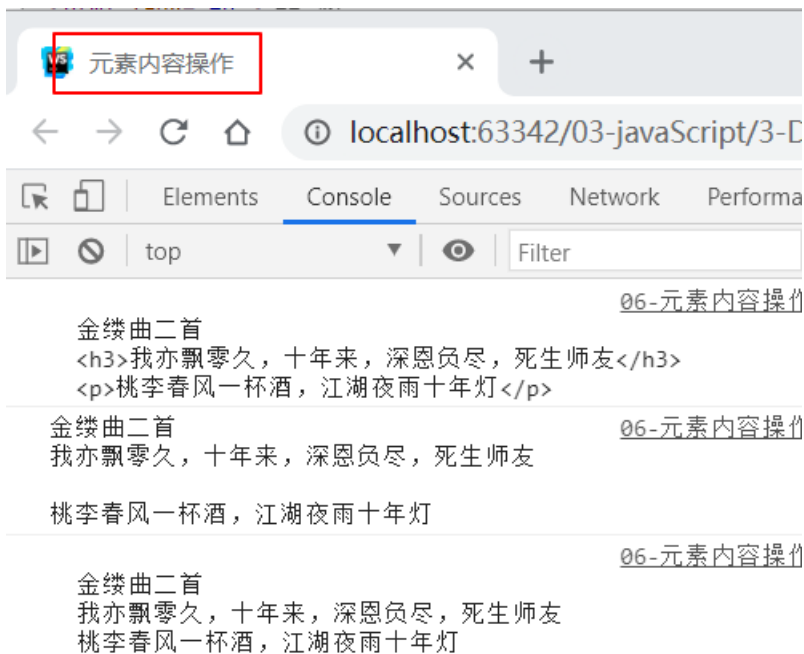 WS 元素内容操作
localhost:63342/03-javaScript/3-D
Elements Console Sources Network Performa
top Filter
06-元素内容操作
金缕曲二首
<h3>我亦飘零久，十年来，深恩负尽，死生师友</h3>
<p>桃李春风一杯酒，江湖夜雨十年灯</p>
金缕曲二首 06-元素内容操作
我亦飘零久，十年来，深恩负尽，死生师友
桃李春风一杯酒，江湖夜雨十年灯
06-元素内容操作
金缕曲二首
我亦飘零久，十年来，深恩负尽，死生师友
桃李春风一杯酒，江湖夜雨十年灯